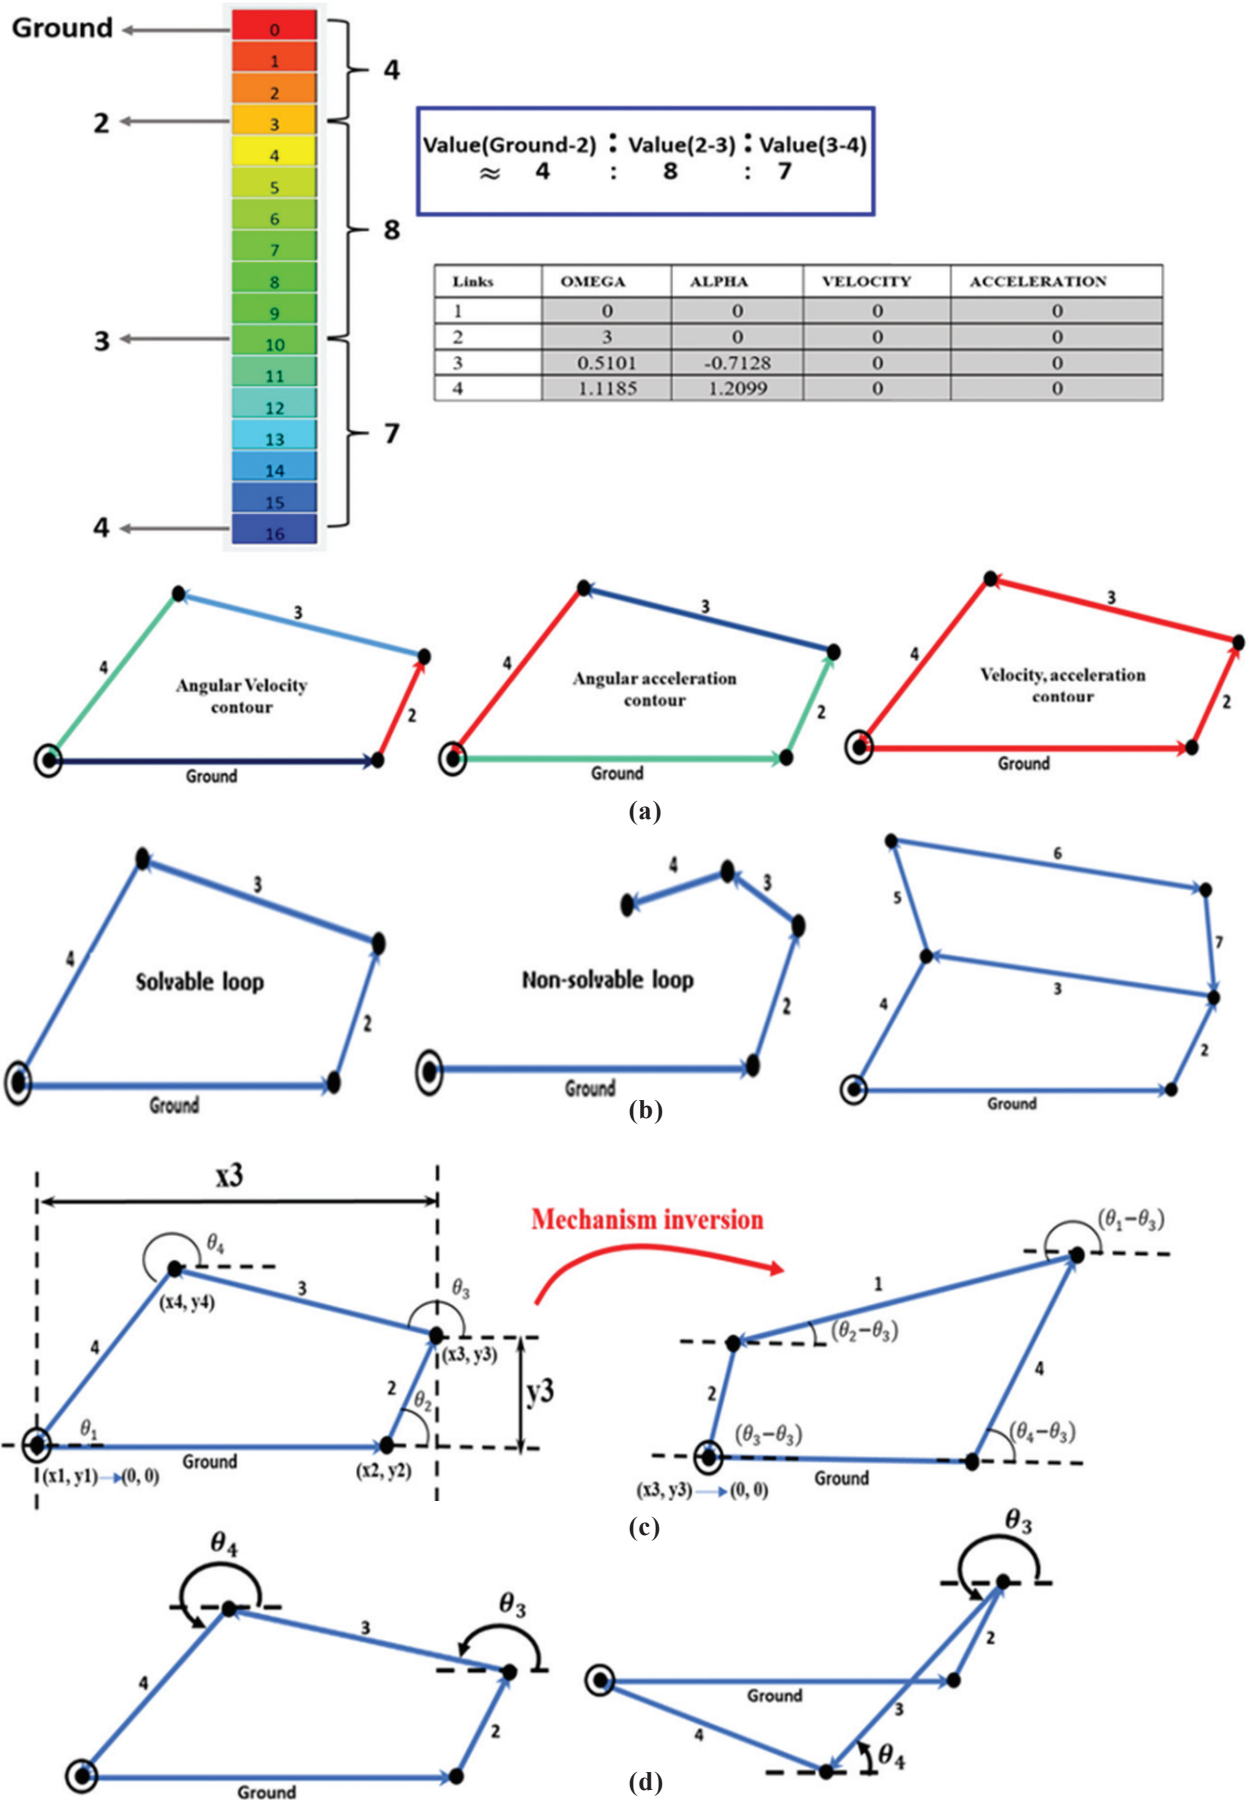 Ground
0
1
2
3
4
5
6
7
8
9
10
11
12
13
14
15
16
2
3
4
4
8
7
Value(Ground-2) : Value(2-3) : Value(3-4)
≈ 4 : 8 : 7
Links OMEGA ALPHA VELOCITY ACCELERATION
1 0 0 0 0
2 3 0 0 0
3 0.5101 -0.7128 0 0
4 1.1185 1.2099 0 0
3
4
Angular Velocity
contour
2
Ground
3
4
Angular acceleration
contour
2
Ground
3
4
Velocity, acceleration
contour
2
Ground
(a)
3
4
Solvable loop
2
Ground
4
3
Non-solvable loop
2
Ground
6
5
7
3
4
2
Ground
(b)
x3
θ4
3
(x4, y4)
θ3
4
(x3, y3)
2
θ2
y3
θ1
Ground
(x1, y1)→(0, 0)
(x2, y2)
Mechanism inversion
(θ1−θ3)
1
(θ2−θ3)
4
2
(θ3−θ3)
(θ4−θ3)
Ground
(x3, y3)→(0, 0)
(c)
θ4
θ3
3
4
2
Ground
θ3
2
Ground
3
4
θ4
(d)